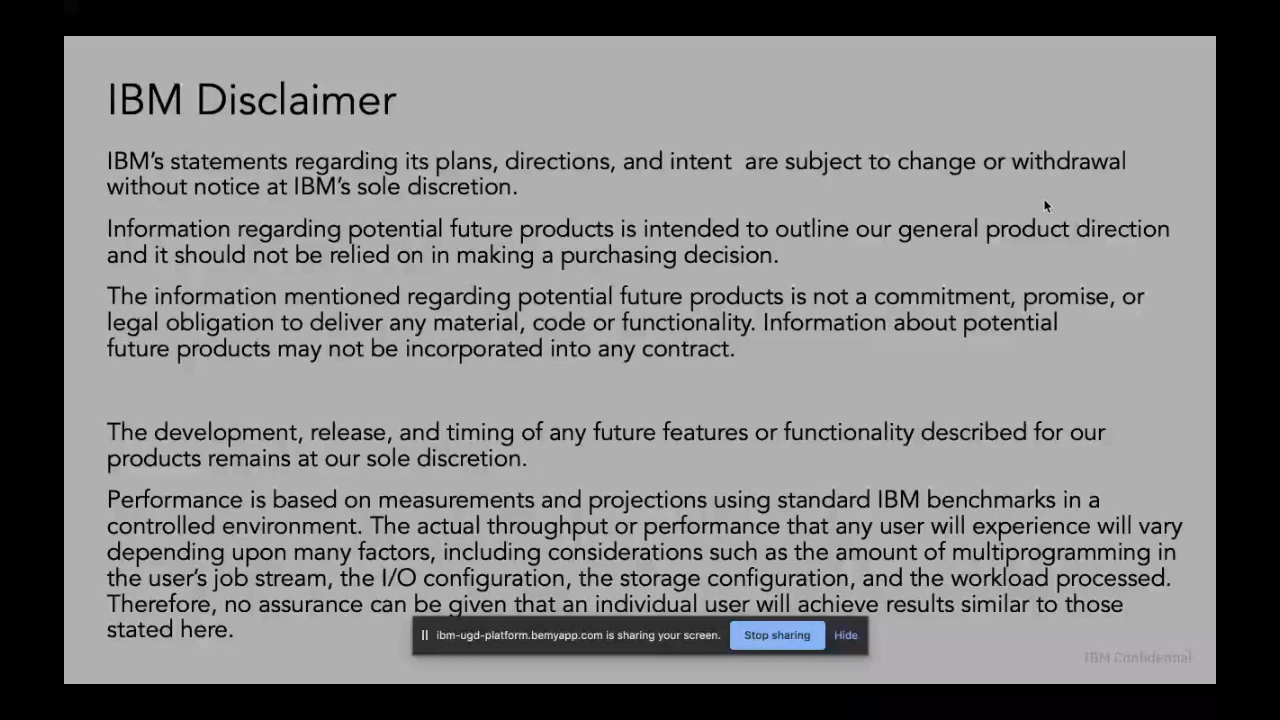 IBM Disclaimer
IBM's statements regarding its plans, directions, and intent are subject to change or withdrawal
without notice at IBM's sole discretion.
Information regarding potential future products is intended to outline our general product direction
and it should not be relied on in making a purchasing decision.
The information mentioned regarding potential future products is not a commitment, promise, or
legal obligation to deliver any material, code or functionality. Information about potential
future products may not be incorporated into any contract.
The development, release, and timing of any future features or functionality described for our
products remains at our sole discretion.
Performance is based on measurements and projections using standard IBM benchmarks in a
controlled environment. The actual throughput or performance that any user will experience will vary
depending upon many factors, including considerations such as the amount of multiprogramming in
the user's job stream, the I/O configuration, the storage configuration, and the workload processed.
Therefore, no assurance can be given that an individual user will achieve results similar to those
stated here.
ibm-ugd-platform.bemyapp.com is sharing your screen. Stop sharing Hide
IBM Confidential